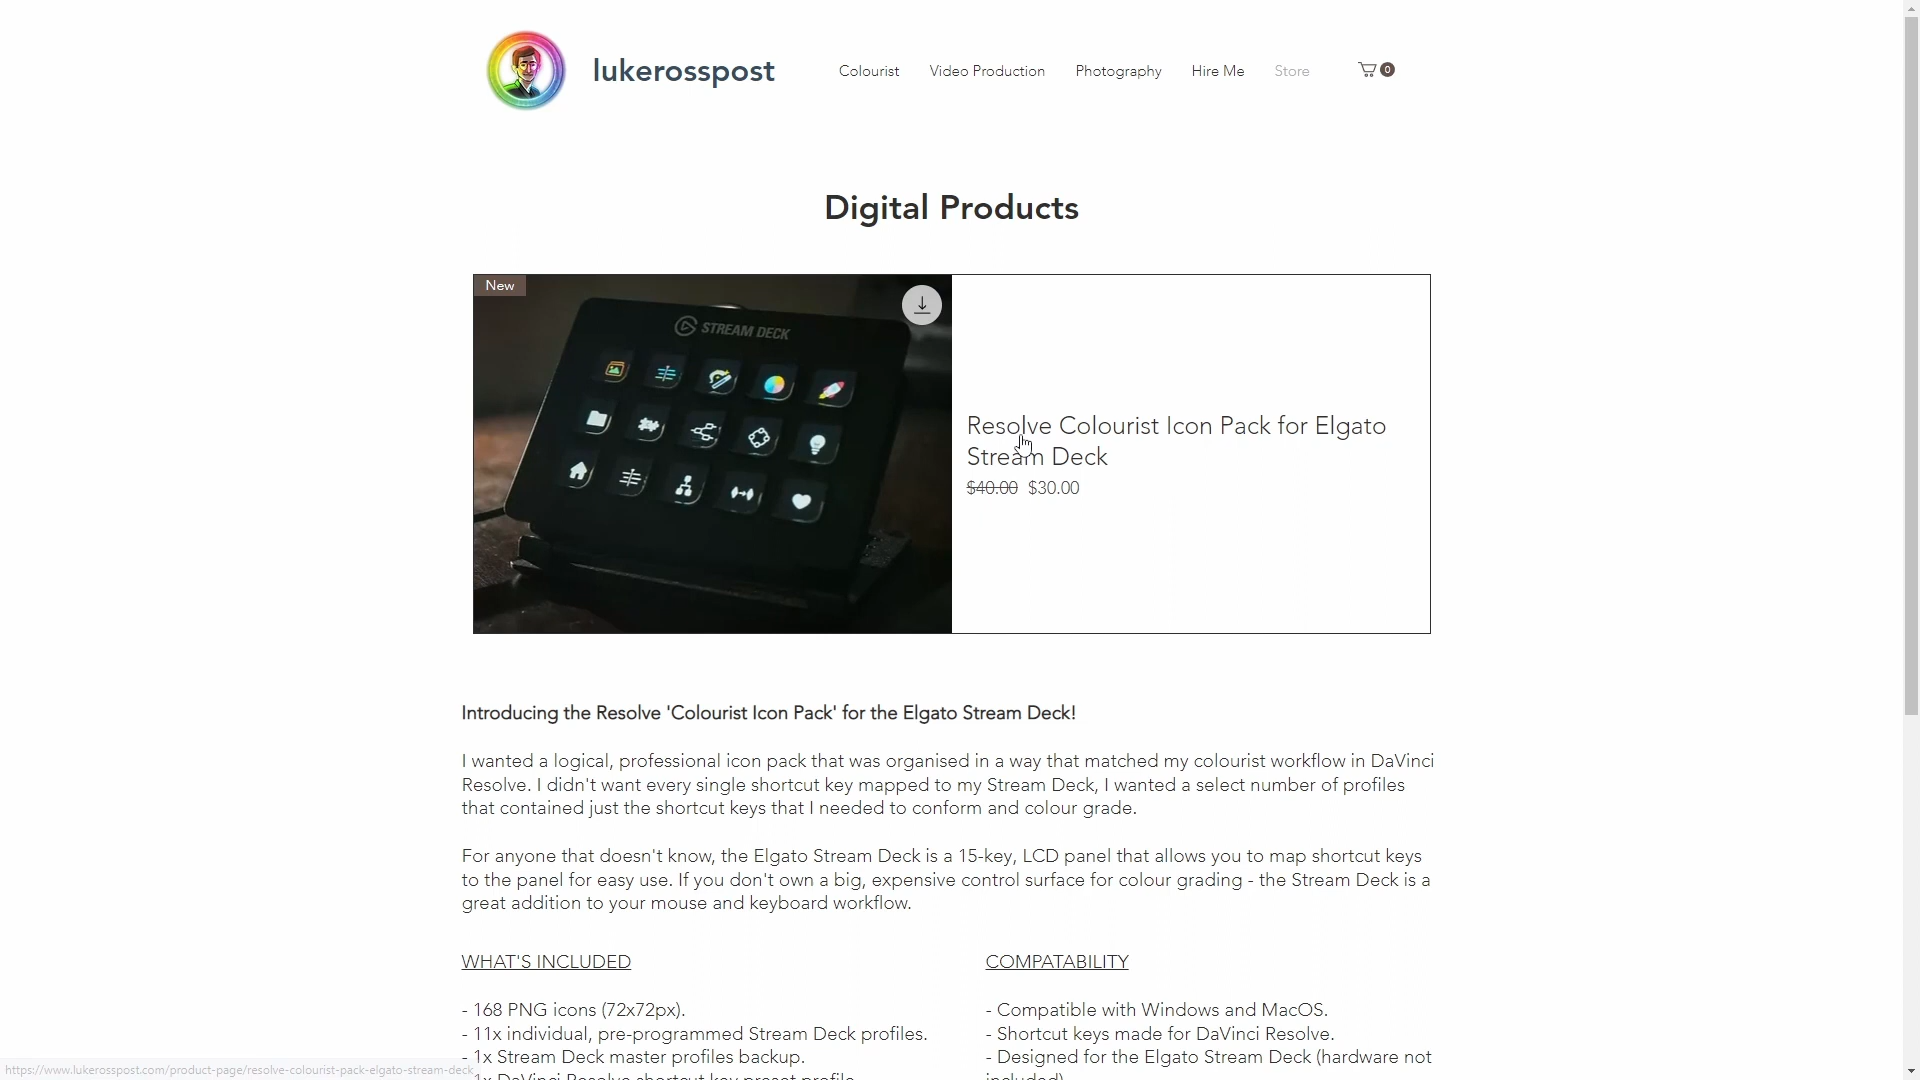 lukerosspost
Colourist
Video Production
Photography
Hire Me
Store
0
Digital Products
New
STREAM DECK
Resolve Colourist Icon Pack for Elgato
Stream Deck
$40.00 $30.00
Introducing the Resolve 'Colourist Icon Pack' for the Elgato Stream Deck!
I wanted a logical, professional icon pack that was organised in a way that matched my colourist workflow in DaVinci
Resolve. I didn't want every single shortcut key mapped to my Stream Deck, I wanted a select number of profiles
that contained just the shortcut keys that I needed to conform and colour grade.
For anyone that doesn't know, the Elgato Stream Deck is a 15-key, LCD panel that allows you to map shortcut keys
to the panel for easy use. If you don't own a big, expensive control surface for colour grading - the Stream Deck is a
great addition to your mouse and keyboard workflow.
WHAT'S INCLUDED
- 168 PNG icons (72x72px).
- 11x individual, pre-programmed Stream Deck profiles.
- 1x Stream Deck master profiles backup.
- 1x DaVinci Resolve shortcut key preset profile.
COMPATABILITY
- Compatible with Windows and MacOS.
- Shortcut keys made for DaVinci Resolve.
- Designed for the Elgato Stream Deck (hardware not
included)
https://www.lukerosspost.com/product-page/resolve-colourist-pack-elgato-stream-deck